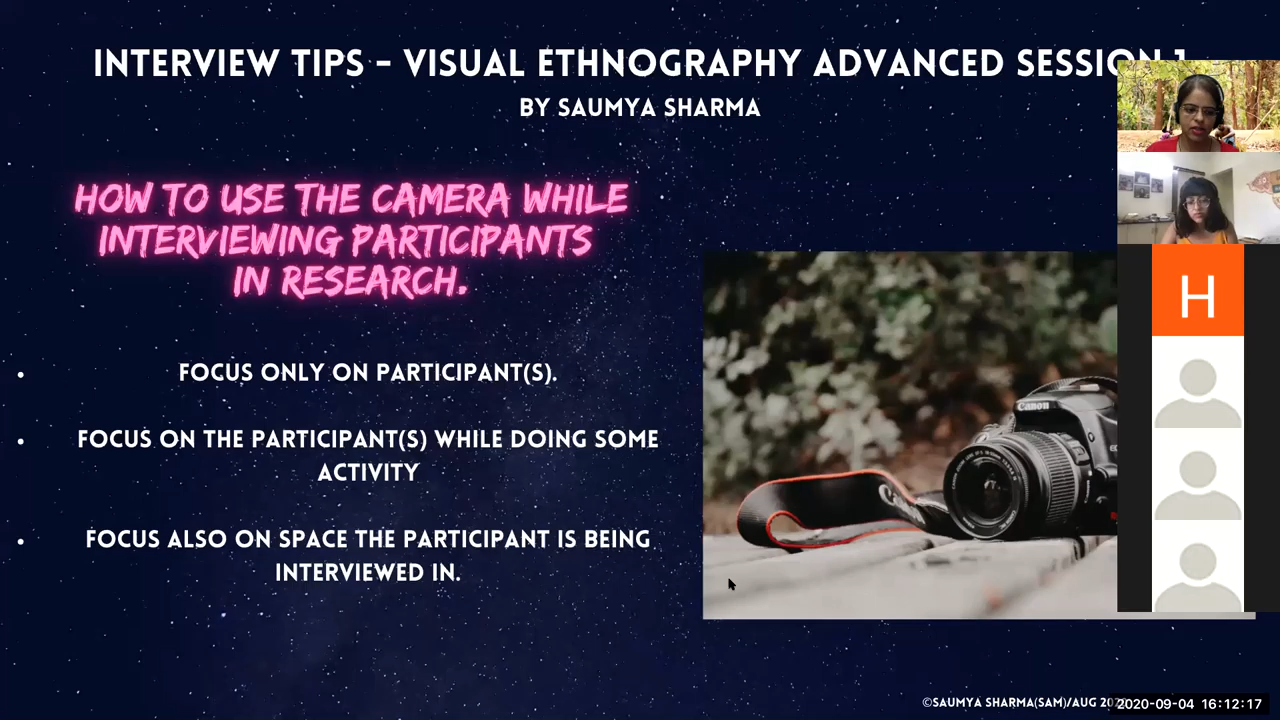 INTERVIEW TIPS - VISUAL ETHNOGRAPHY ADVANCED SESSION 1
BY SAUMYA SHARMA
HOW TO USE THE CAMERA WHILE
INTERVIEWING PARTICIPANTS
IN RESEARCH.
• FOCUS ONLY ON PARTICIPANT(S).
• FOCUS ON THE PARTICIPANT(S) WHILE DOING SOME
ACTIVITY
• FOCUS ALSO ON SPACE THE PARTICIPANT IS BEING
INTERVIEWED IN.
Canon
H
©SAUMYA SHARMA(SAM)/AUG
2020-09-04 16:12:17